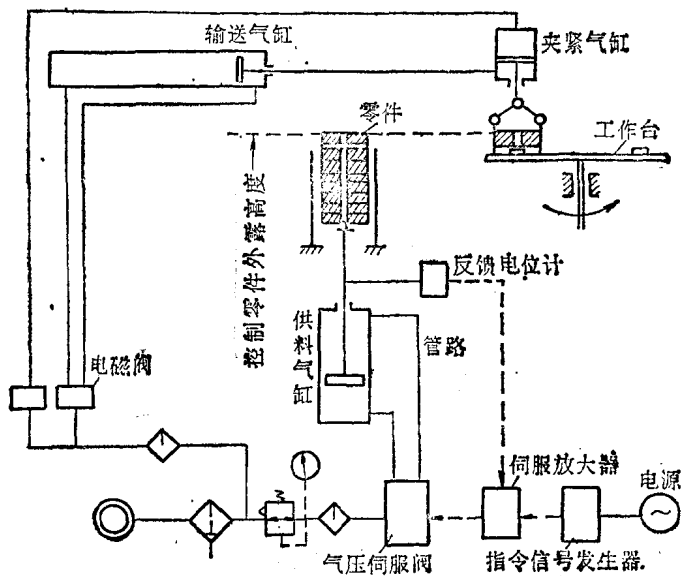 输送气缸
夹紧气缸
零件
工作台
控制零件外露高度
反馈电位计
供料气缸
管路
电磁阀
伺服放大器
电源
气压伺服阀
指令信号发生器.